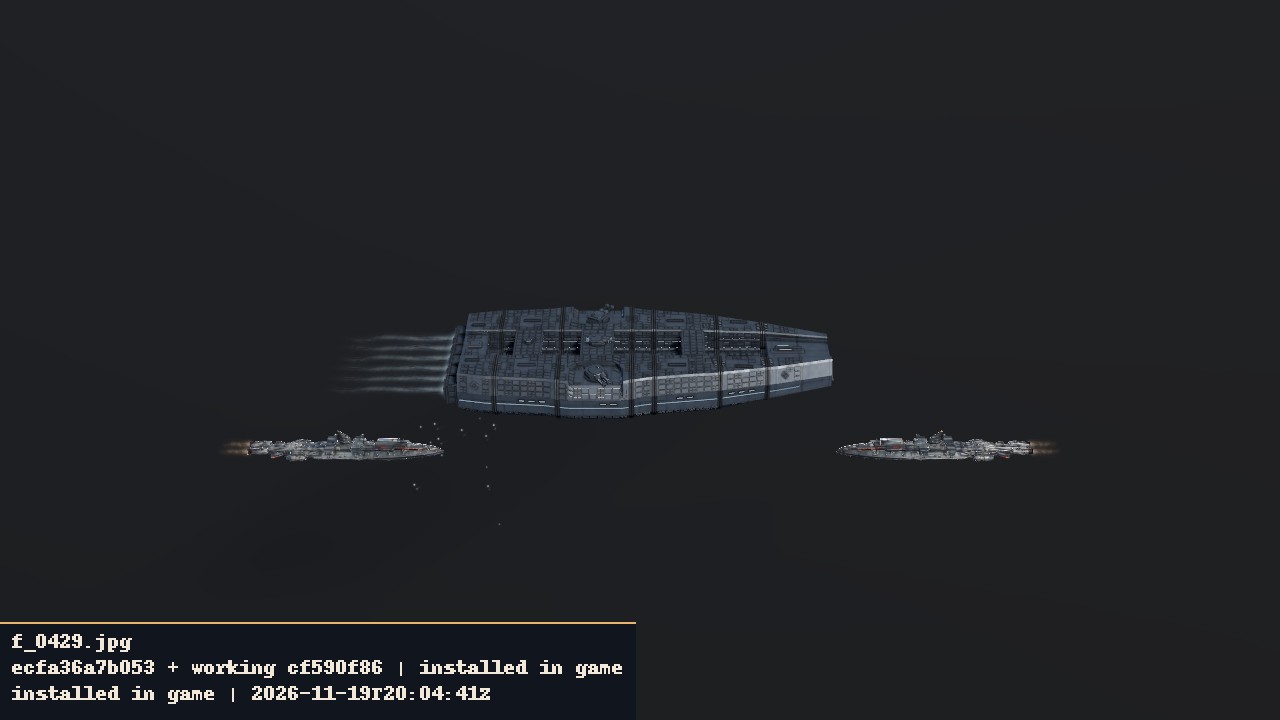 f_0429.jpg
ecfa36a7b053 + working cf590f86 | installed in game
installed in game | 2026-11-19T20:04:41Z